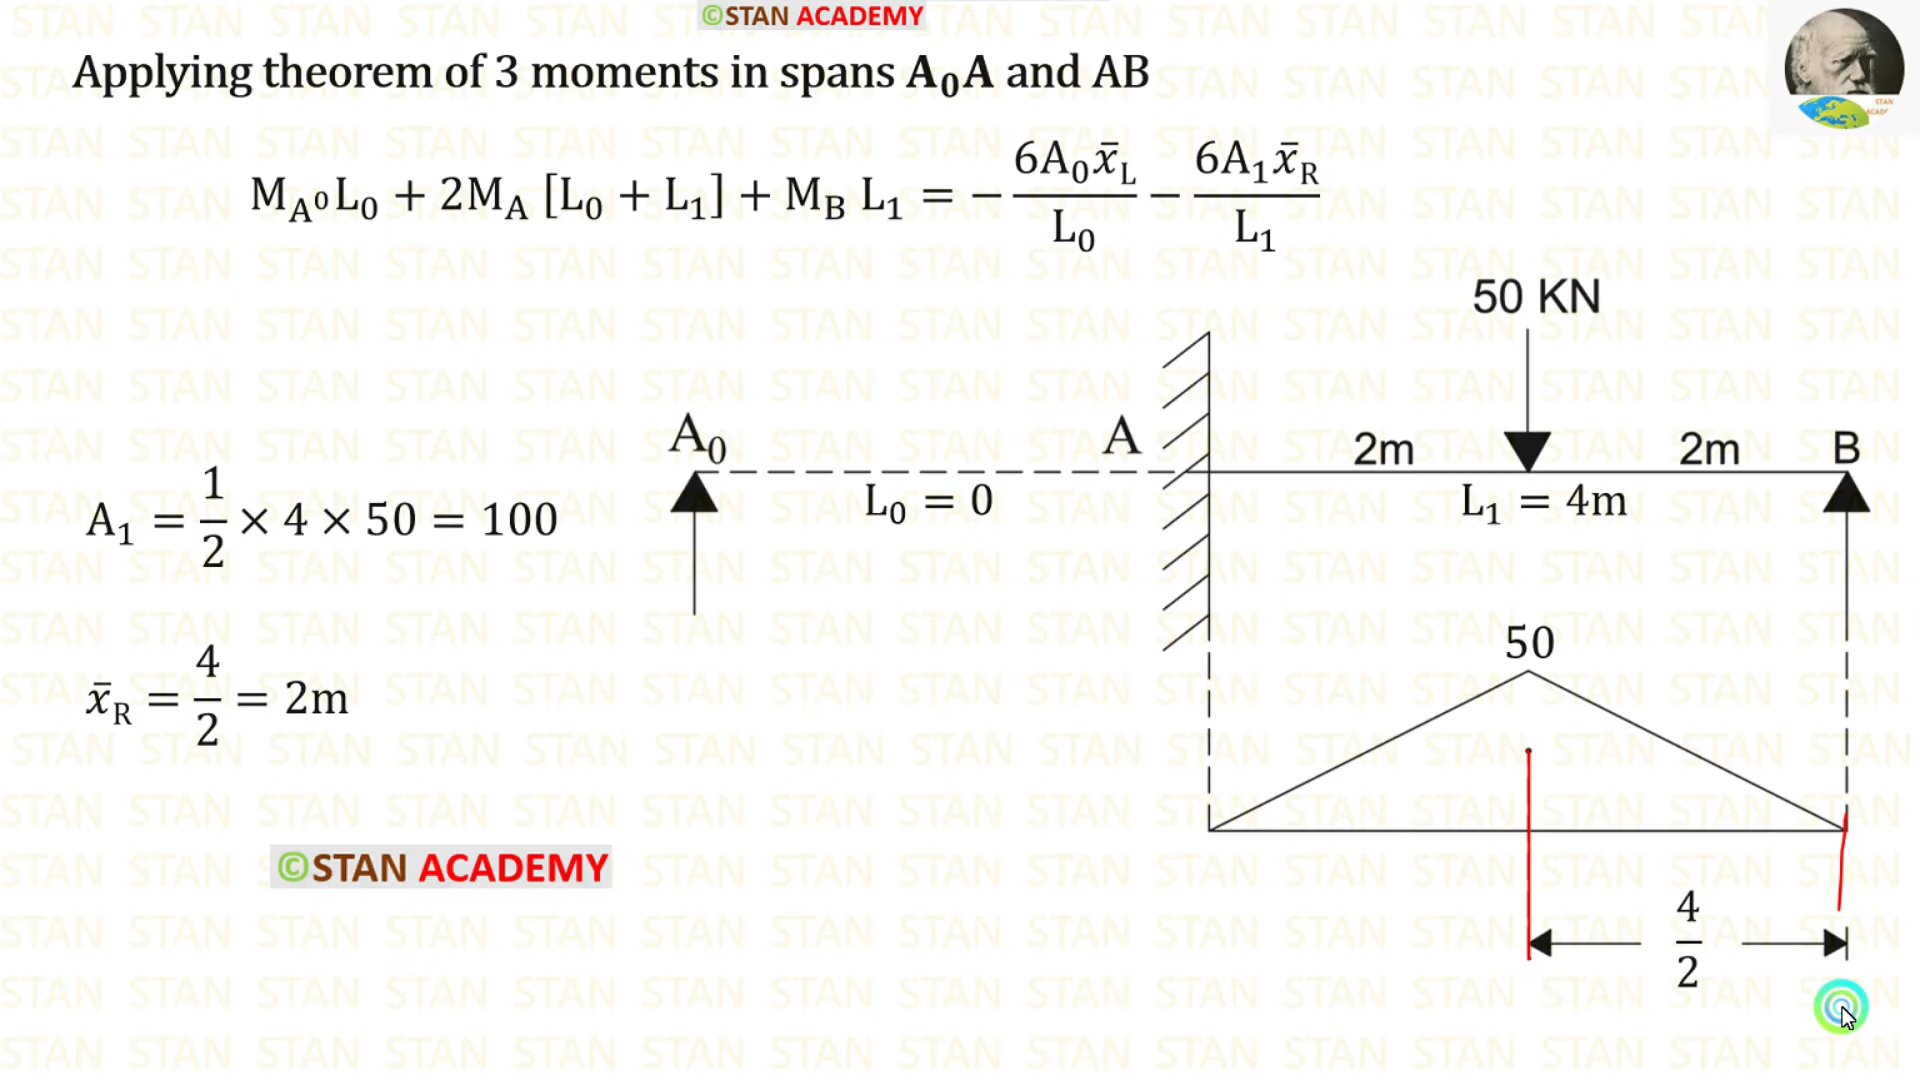 ©STAN ACADEMY
Applying theorem of 3 moments in spans A₀A and AB
M_A⁰L₀ + 2M_A [L₀ + L₁] + M_B L₁ = − 6A₀x̄_L / L₀ − 6A₁x̄_R / L₁
50 KN
A₀
A
2m
2m
B
L₀ = 0
L₁ = 4m
A₁ = 1/2 × 4 × 50 = 100
50
x̄_R = 4/2 = 2m
©STAN ACADEMY
4/2